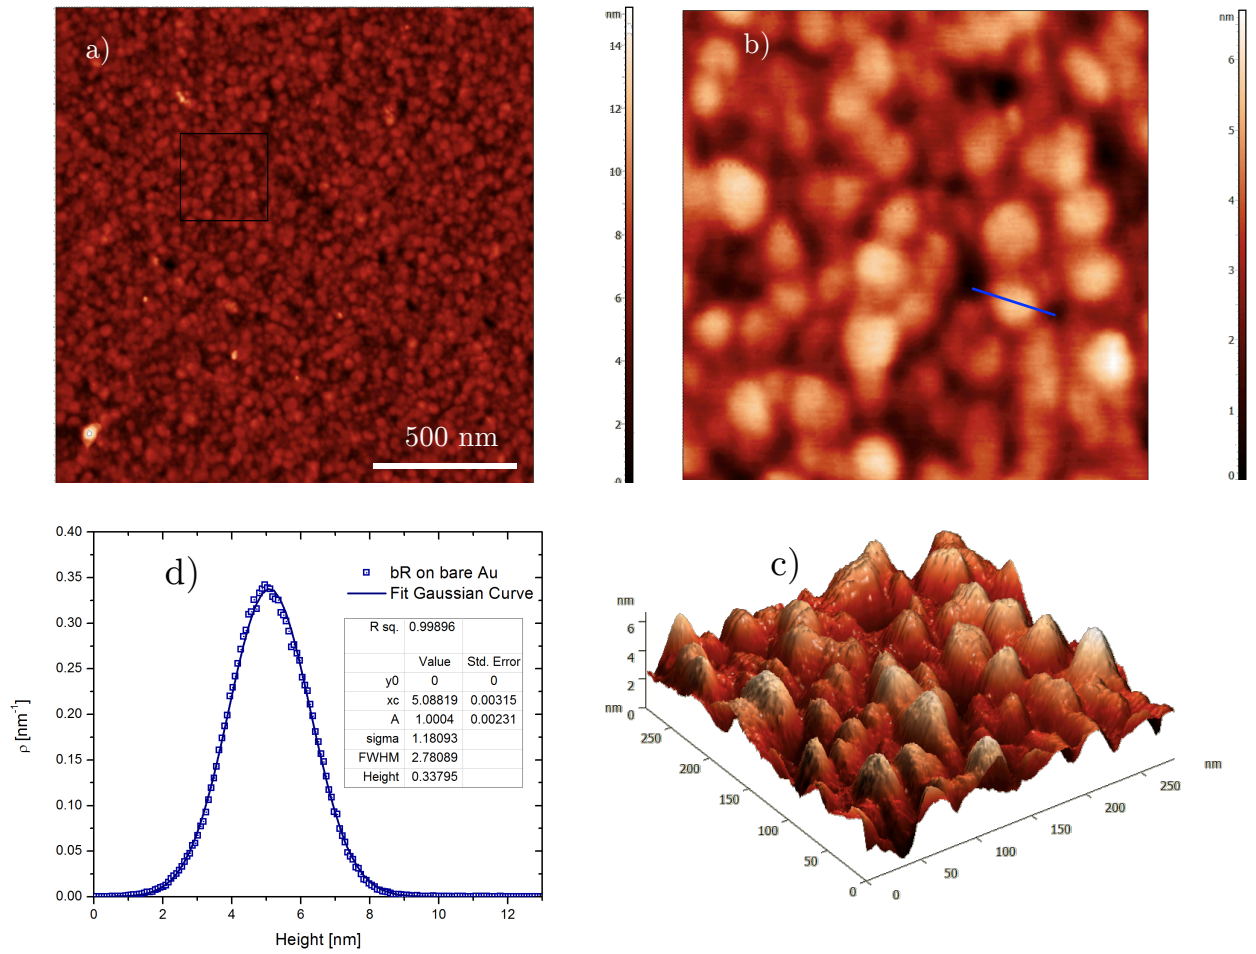 a)
500 nm
nm
14
12
10
8
6
4
2
0
b)
nm
6
5
4
3
2
1
0
d)
bR on bare Au
Fit Gaussian Curve
R sq. 0.99896
Value Std. Error
y0 0 0
xc 5.08819 0.00315
A 1.0004 0.00231
sigma 1.18093
FWHM 2.78089
Height 0.33795
0.40
0.35
0.30
0.25
0.20
0.15
0.10
0.05
0.00
ρ [nm⁻¹]
0 2 4 6 8 10 12
Height [nm]
c)
nm
6
4
2
0
nm
250
200
150
100
50
0
0
50
100
150
200
250
nm